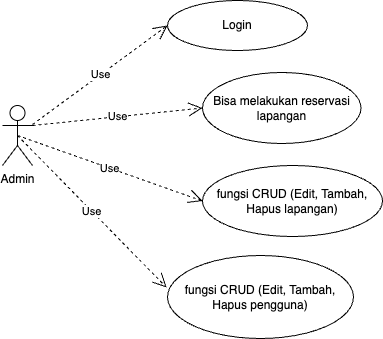 Login
Use
Bisa melakukan reservasi
lapangan
Use
Admin
Use
fungsi CRUD (Edit, Tambah,
Hapus lapangan)
Use
fungsi CRUD (Edit, Tambah,
Hapus pengguna)